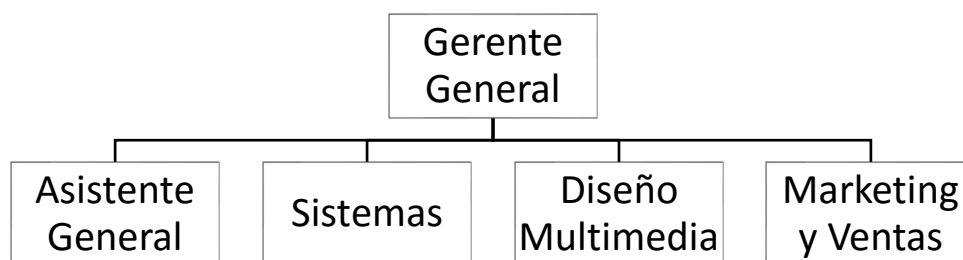 Gerente
General
Asistente
General
Sistemas
Diseño
Multimedia
Marketing
y Ventas